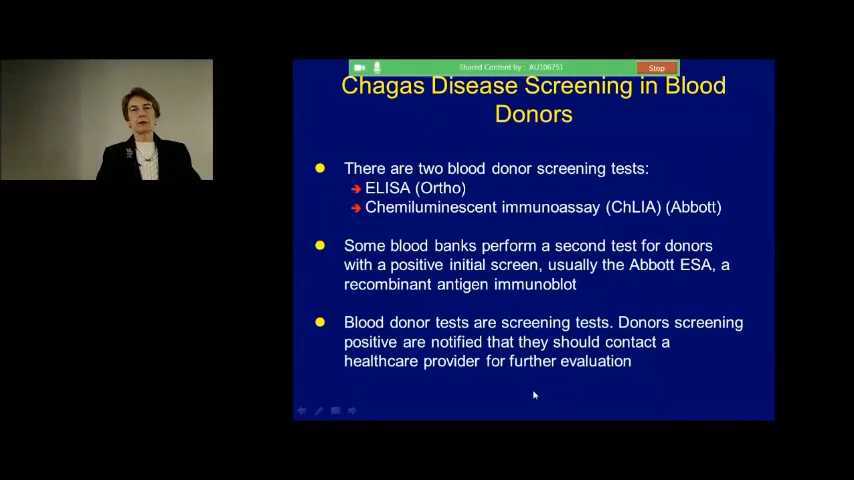 Shared Content by : AU106751
Stop
Chagas Disease Screening in Blood
Donors
There are two blood donor screening tests:
ELISA (Ortho)
Chemiluminescent immunoassay (ChLIA) (Abbott)
Some blood banks perform a second test for donors
with a positive initial screen, usually the Abbott ESA, a
recombinant antigen immunoblot
Blood donor tests are screening tests. Donors screening
positive are notified that they should contact a
healthcare provider for further evaluation